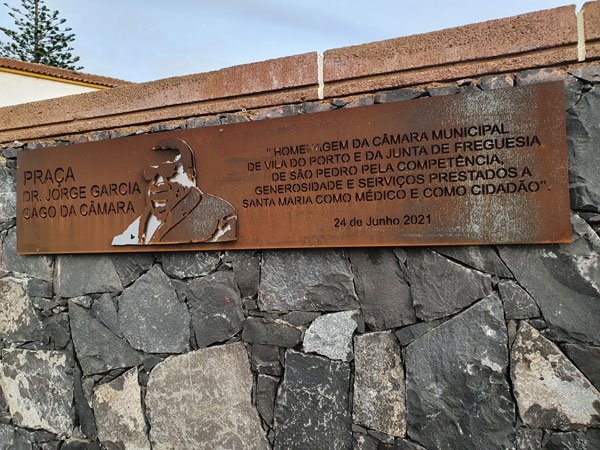 PRAÇA
DR. JORGE GARCIA
GAGO DA CÂMARA
"HOMENAGEM DA CÂMARA MUNICIPAL
DE VILA DO PORTO E DA JUNTA DE FREGUESIA
DE SÃO PEDRO PELA COMPETÊNCIA,
GENEROSIDADE E SERVIÇOS PRESTADOS A
SANTA MARIA COMO MÉDICO E COMO CIDADÃO".
24 de Junho 2021